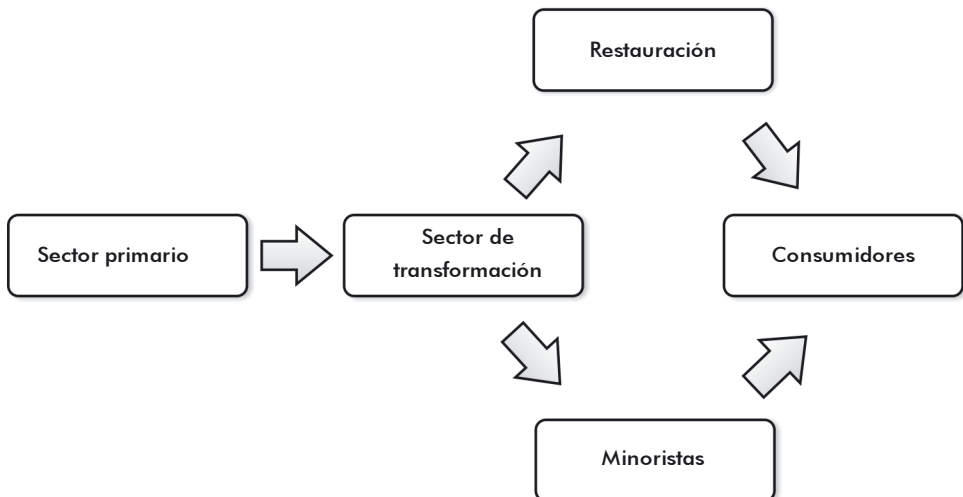 Restauración
Sector primario
Sector de
transformación
Consumidores
Minoristas